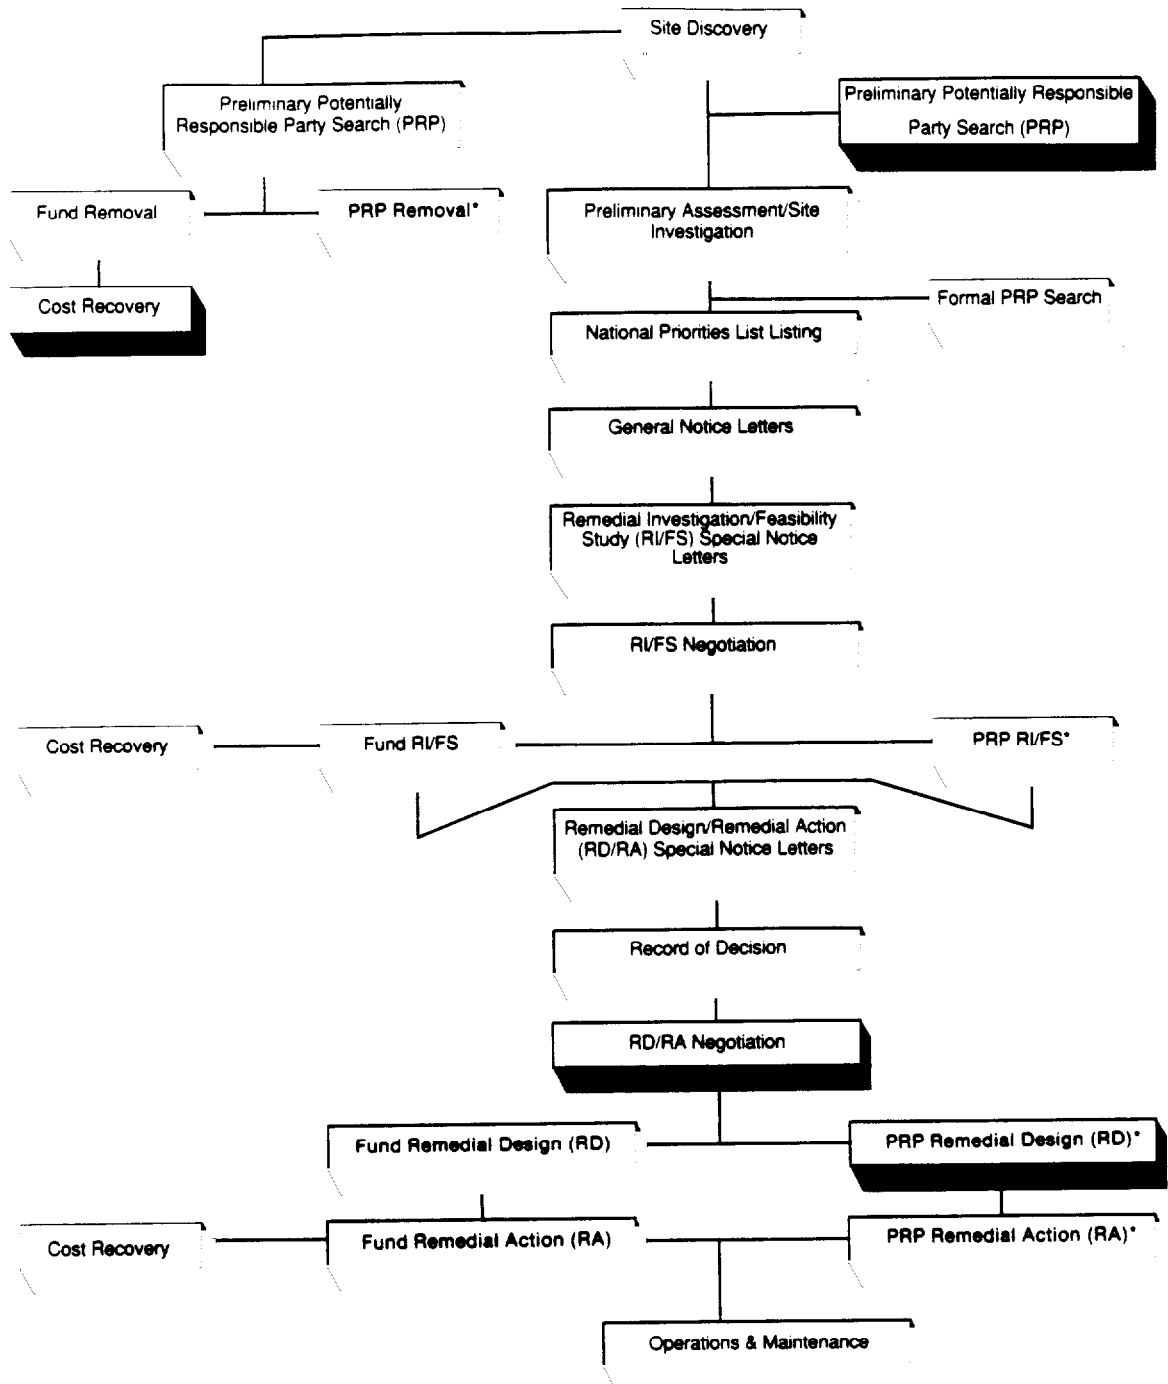 Site Discovery
Preliminary Potentially
Responsible Party Search (PRP)
Preliminary Potentially Responsible
Party Search (PRP)
Fund Removal
PRP Removal*
Preliminary Assessment/Site
Investigation
Cost Recovery
Formal PRP Search
National Priorities List Listing
General Notice Letters
Remedial Investigation/Feasibility
Study (RI/FS) Special Notice
Letters
RI/FS Negotiation
Cost Recovery
Fund RI/FS
PRP RI/FS*
Remedial Design/Remedial Action
(RD/RA) Special Notice Letters
Record of Decision
RD/RA Negotiation
Fund Remedial Design (RD)
PRP Remedial Design (RD)*
Cost Recovery
Fund Remedial Action (RA)
PRP Remedial Action (RA)*
Operations & Maintenance